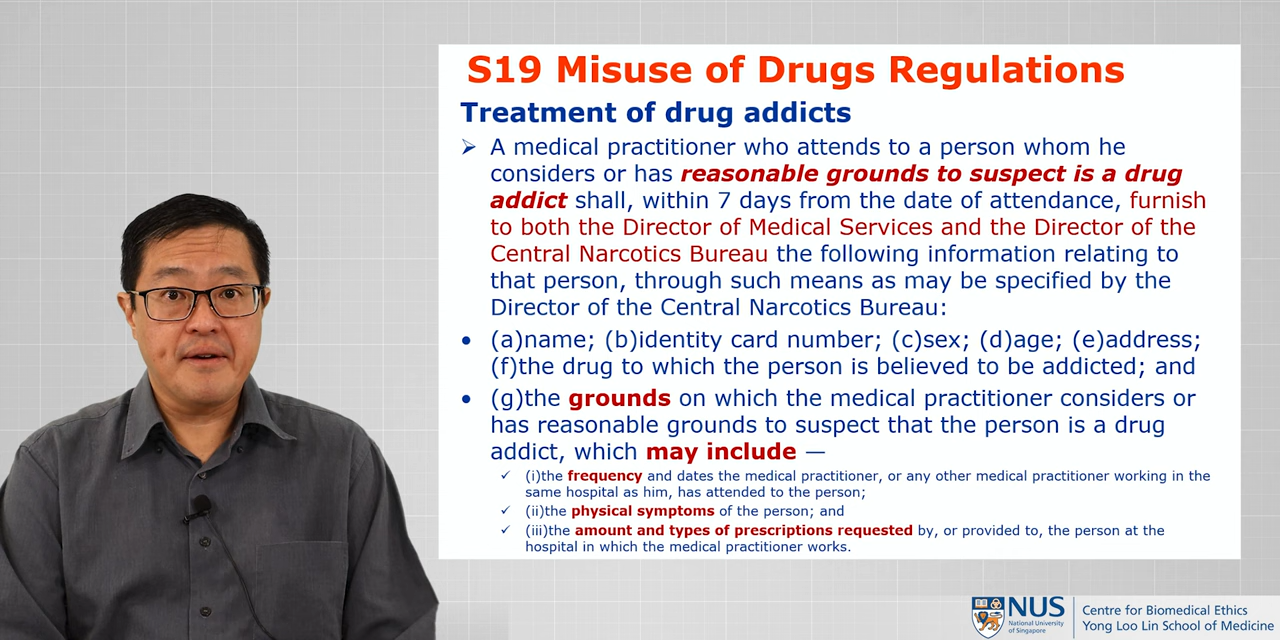 S19 Misuse of Drugs Regulations
Treatment of drug addicts
➢ A medical practitioner who attends to a person whom he
considers or has reasonable grounds to suspect is a drug
addict shall, within 7 days from the date of attendance, furnish
to both the Director of Medical Services and the Director of the
Central Narcotics Bureau the following information relating to
that person, through such means as may be specified by the
Director of the Central Narcotics Bureau:
• (a)name; (b)identity card number; (c)sex; (d)age; (e)address;
(f)the drug to which the person is believed to be addicted; and
• (g)the grounds on which the medical practitioner considers or
has reasonable grounds to suspect that the person is a drug
addict, which may include —
✓ (i)the frequency and dates the medical practitioner, or any other medical practitioner working in the
same hospital as him, has attended to the person;
✓ (ii)the physical symptoms of the person; and
✓ (iii)the amount and types of prescriptions requested by, or provided to, the person at the
hospital in which the medical practitioner works.
NUS
National University
of Singapore
Centre for Biomedical Ethics
Yong Loo Lin School of Medicine